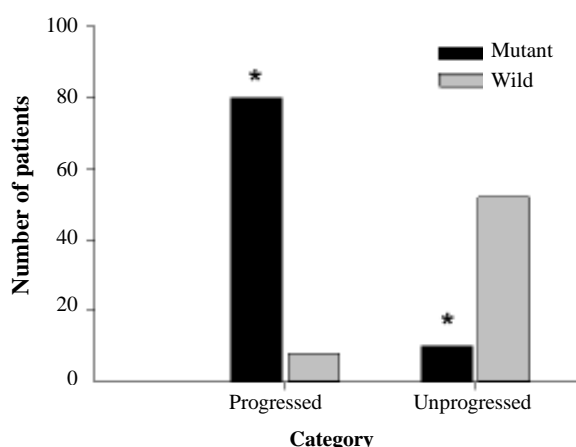 100
80
60
40
20
0
Number of patients
*
*
Mutant
Wild
Progressed
Unprogressed
Category